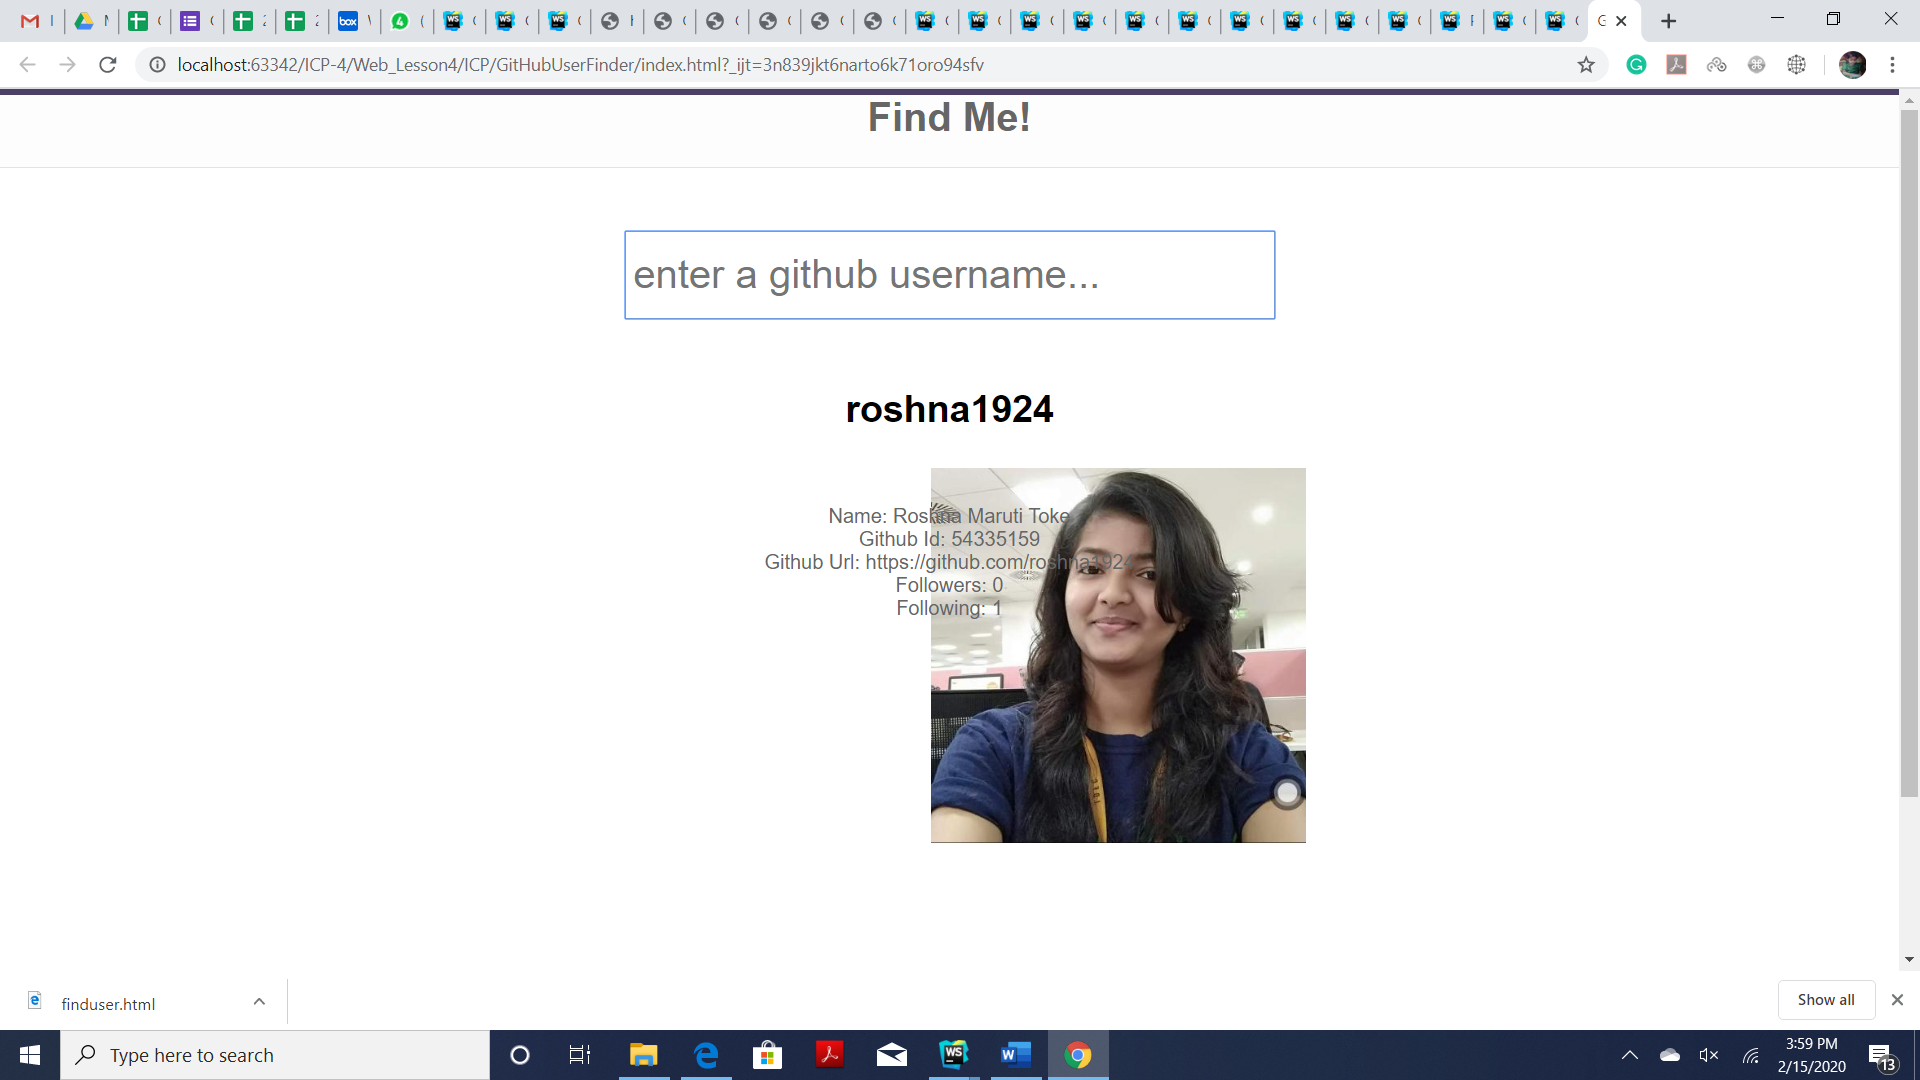 localhost:63342/ICP-4/Web_Lesson4/ICP/GitHubUserFinder/index.html?_ijt=3n839jkt6narto6k71oro94sfv
Find Me!
enter a github username...
roshna1924
Name: Roshna Maruti Toke
Github Id: 54335159
Github Url: https://github.com/roshna1924
Followers: 0
Following: 1
finduser.html
Show all
Type here to search
3:59 PM
2/15/2020
13